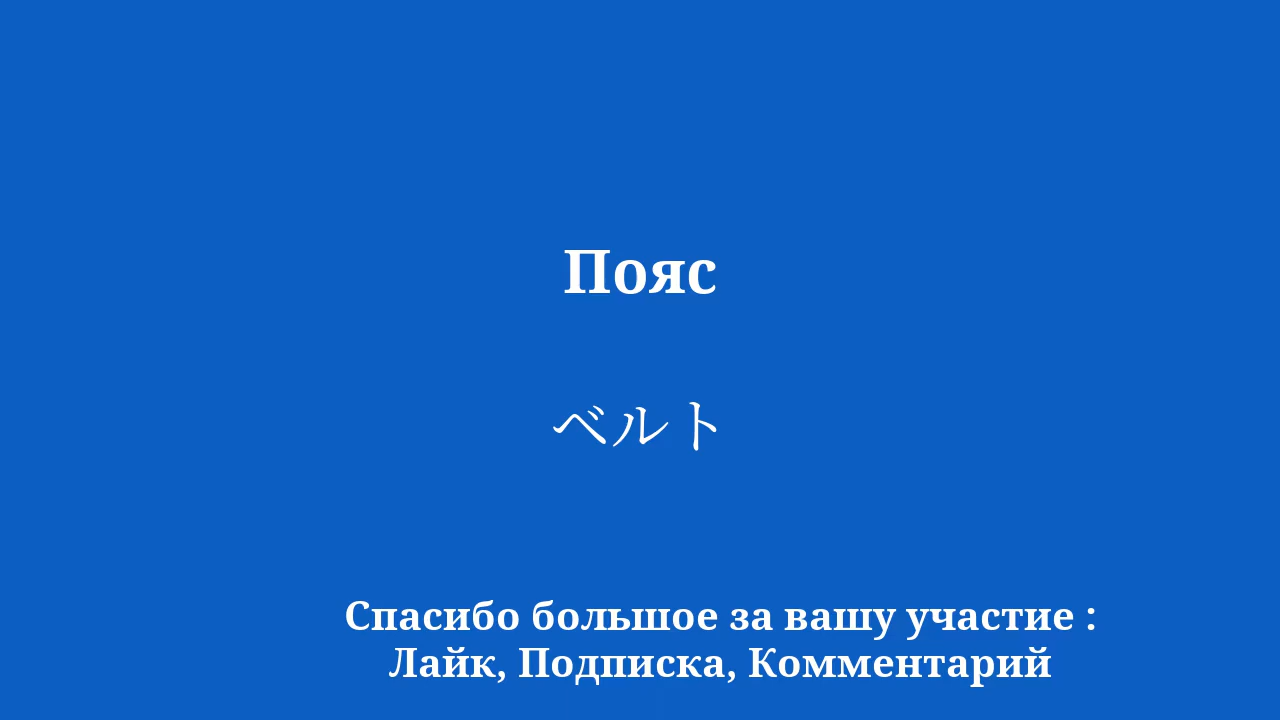 Пояс
ベルト
Спасибо большое за вашу участие :
Лайк, Подписка, Комментарий